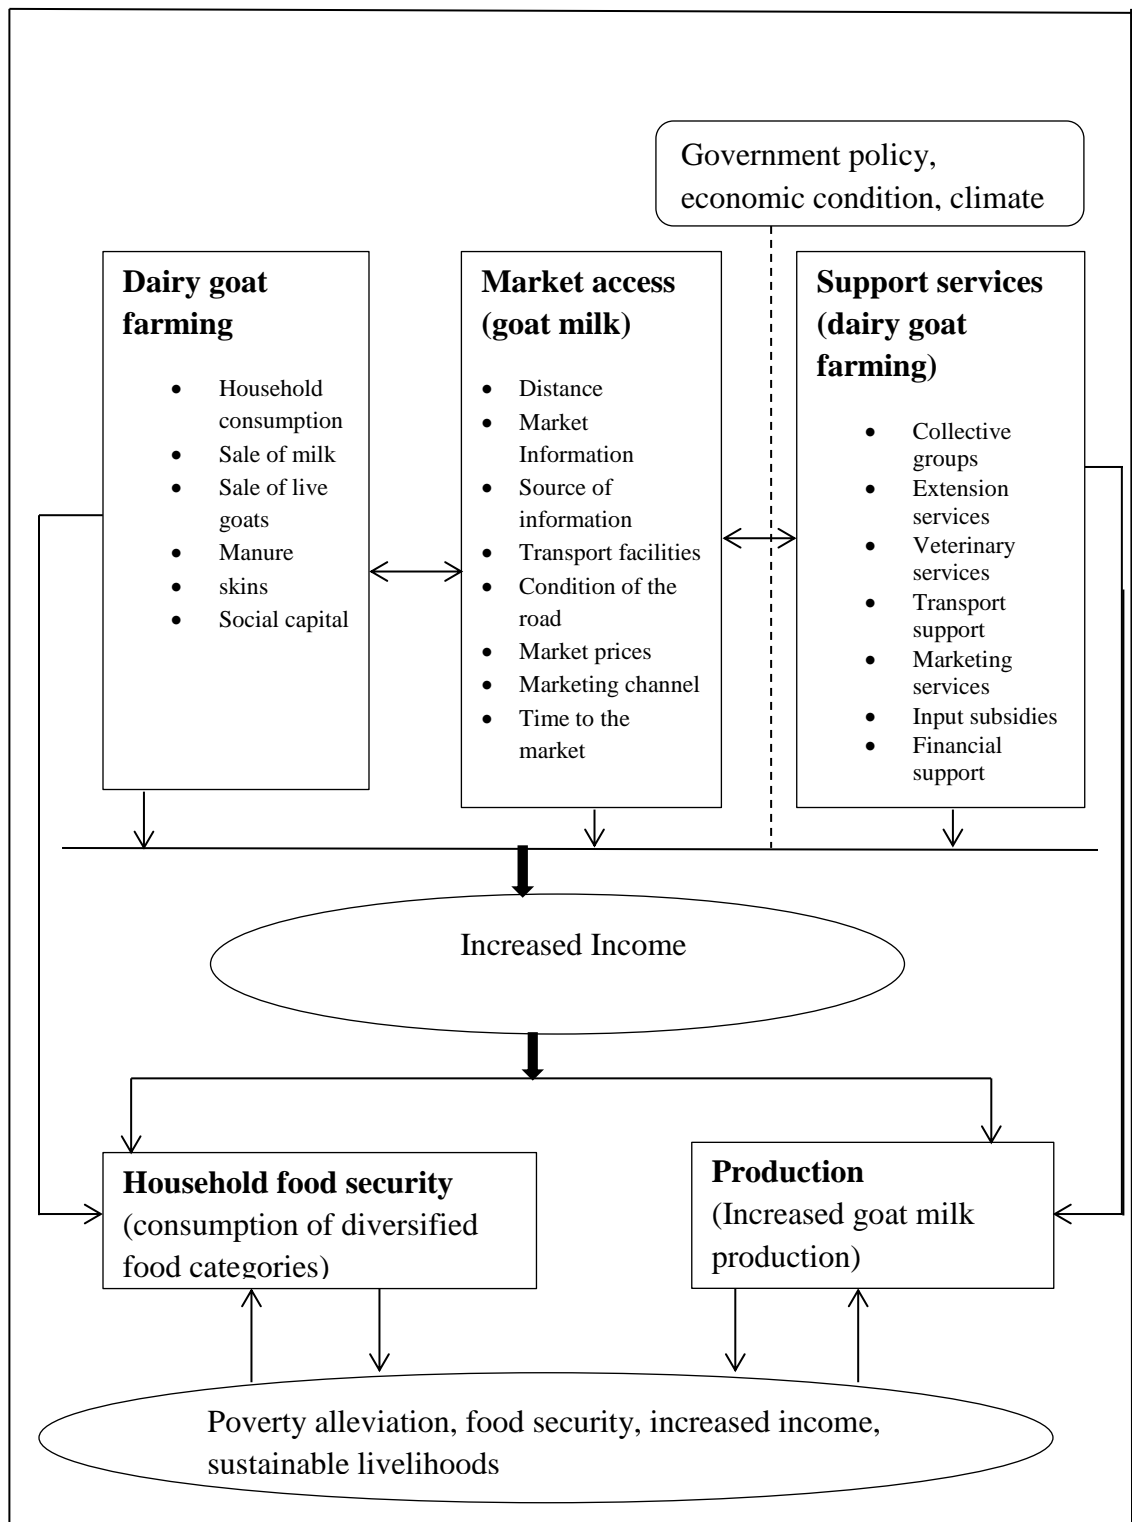 Government policy,
economic condition, climate
Dairy goat
farming
• Household
consumption
• Sale of milk
• Sale of live
goats
• Manure
• skins
• Social capital
Market access
(goat milk)
• Distance
• Market
Information
• Source of
information
• Transport facilities
• Condition of the
road
• Market prices
• Marketing channel
• Time to the
market
Support services
(dairy goat
farming)
• Collective
groups
• Extension
services
• Veterinary
services
• Transport
support
• Marketing
services
• Input subsidies
• Financial
support
Increased Income
Household food security
(consumption of diversified
food categories)
Production
(Increased goat milk
production)
Poverty alleviation, food security, increased income,
sustainable livelihoods